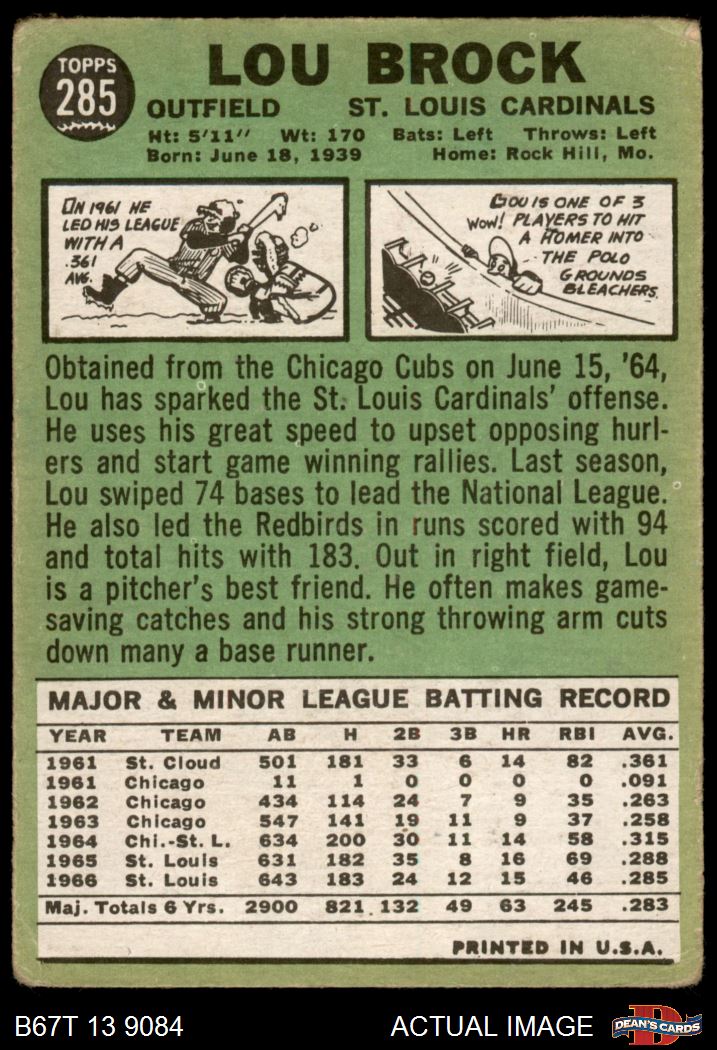 TOPPS
285
LOU BROCK
OUTFIELD ST. LOUIS CARDINALS
Ht: 5'11" Wt: 170 Bats: Left Throws: Left
Born: June 18, 1939 Home: Rock Hill, Mo.
IN 1961 HE
LED HIS LEAGUE
WITH A
.361
AVG.
LOU IS ONE OF 3
WOW! PLAYERS TO HIT
A HOMER INTO
THE POLO
GROUNDS
BLEACHERS.
Obtained from the Chicago Cubs on June 15, '64,
Lou has sparked the St. Louis Cardinals' offense.
He uses his great speed to upset opposing hurl-
ers and start game winning rallies. Last season,
Lou swiped 74 bases to lead the National League.
He also led the Redbirds in runs scored with 94
and total hits with 183. Out in right field, Lou
is a pitcher's best friend. He often makes game-
saving catches and his strong throwing arm cuts
down many a base runner.
MAJOR & MINOR LEAGUE BATTING RECORD
YEAR TEAM AB H 2B 3B HR RBI AVG.
1961 St. Cloud 501 181 33 6 14 82 .361
1961 Chicago 11 1 0 0 0 0 .091
1962 Chicago 434 114 24 7 9 35 .263
1963 Chicago 547 141 19 11 9 37 .258
1964 Chi.-St. L. 634 200 30 11 14 58 .315
1965 St. Louis 631 182 35 8 16 69 .288
1966 St. Louis 643 183 24 12 15 46 .285
Maj. Totals 6 Yrs. 2900 821 132 49 63 245 .283
PRINTED IN U.S.A.
B67T 13 9084 ACTUAL IMAGE DEAN'S CARDS